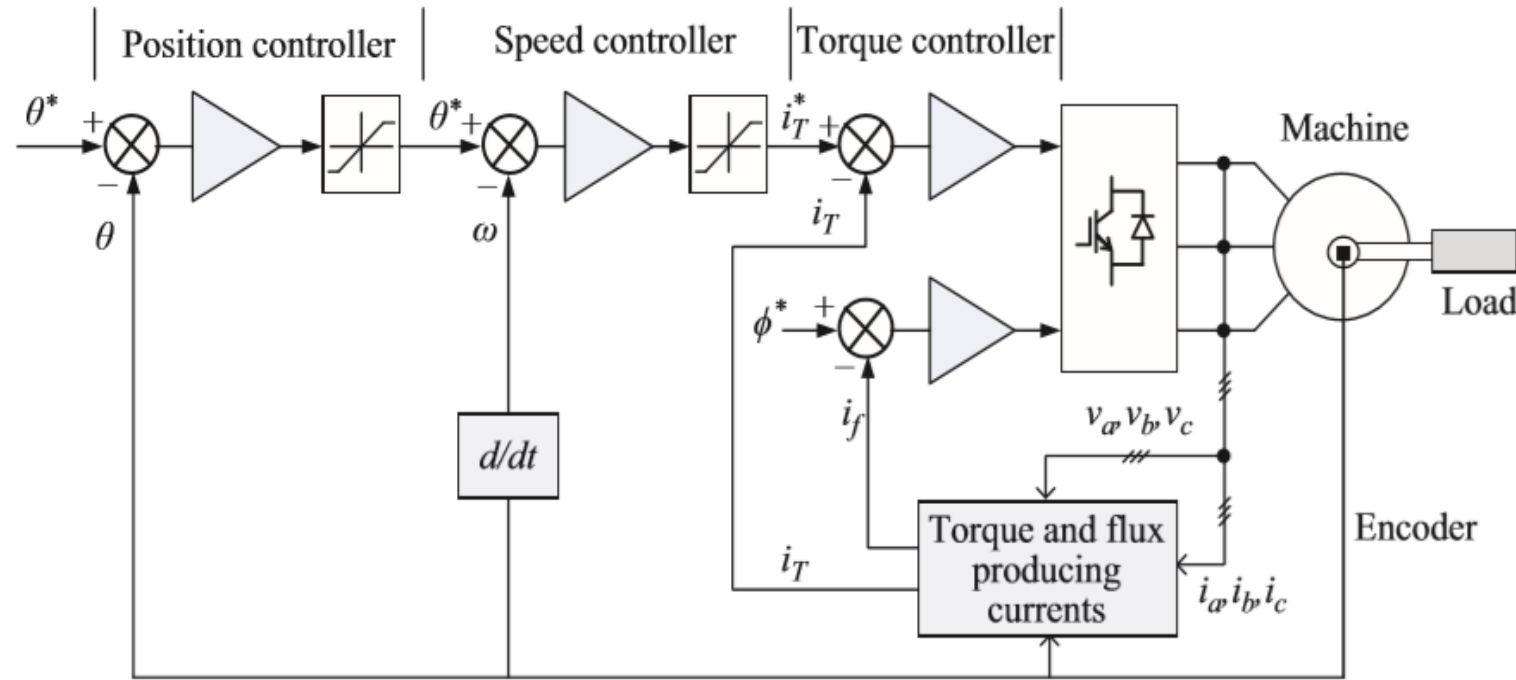 Position controller
Speed controller
Torque controller
θ*
+
−
θ
θ*
+
−
ω
i*T
+
−
iT
Machine
Load
ϕ*
+
−
if
d/dt
va, vb, vc
Torque and flux
producing
currents
iT
ia, ib, ic
Encoder